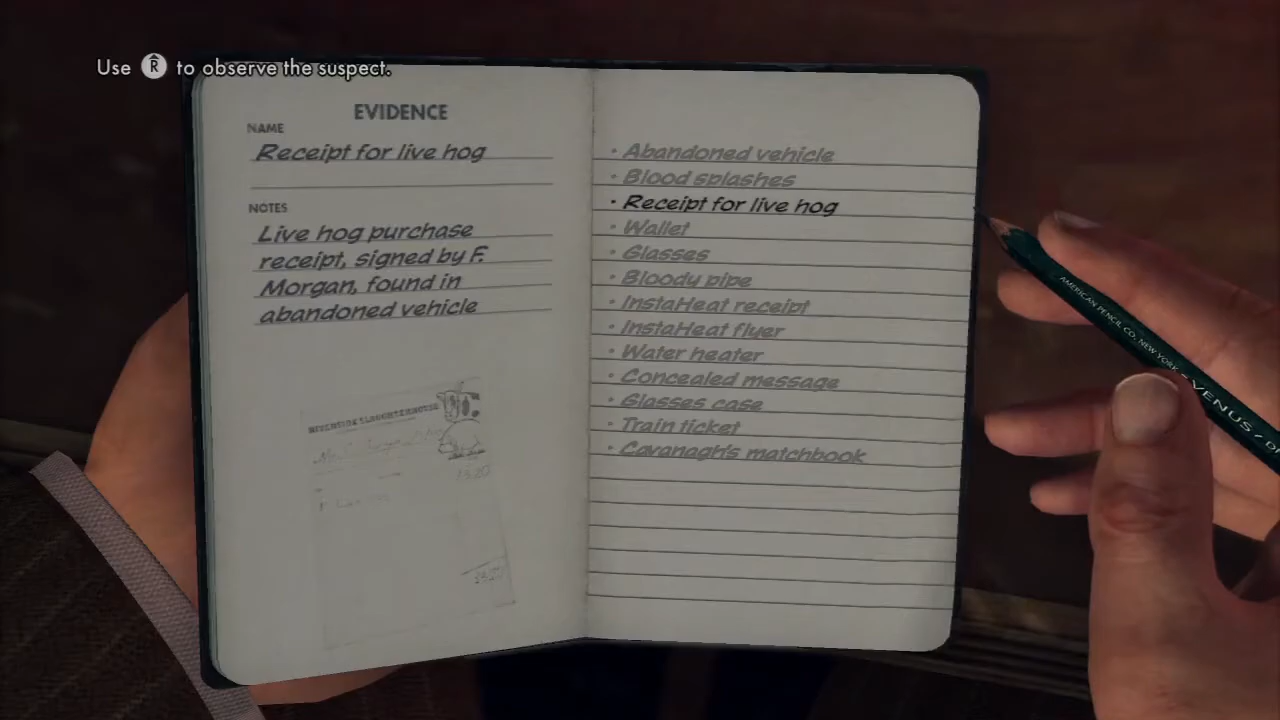 Use R to observe the suspect.
EVIDENCE
NAME
Receipt for live hog
NOTES
Live hog purchase
receipt, signed by F.
Morgan, found in
abandoned vehicle
RIVERSIDE SLAUGHTERHOUSE
• Abandoned vehicle
• Blood splashes
• Receipt for live hog
• Wallet
• Glasses
• Bloody pipe
• InstaHeat receipt
• InstaHeat flyer
• Water heater
• Concealed message
• Glasses case
• Train ticket
• Cavanagh's matchbook
AMERICAN PENCIL CO. NEW YORK
VENUS